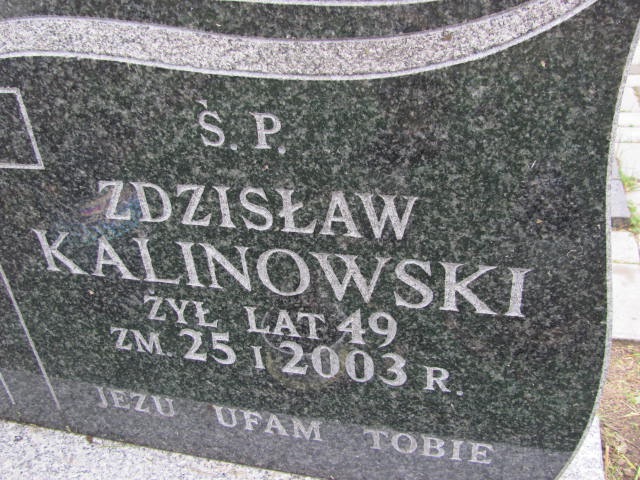 Ś.P.
ZDZISŁAW
KALINOWSKI
ŻYŁ LAT 49
ZM. 25 I 2003 R.
JEZU UFAM TOBIE